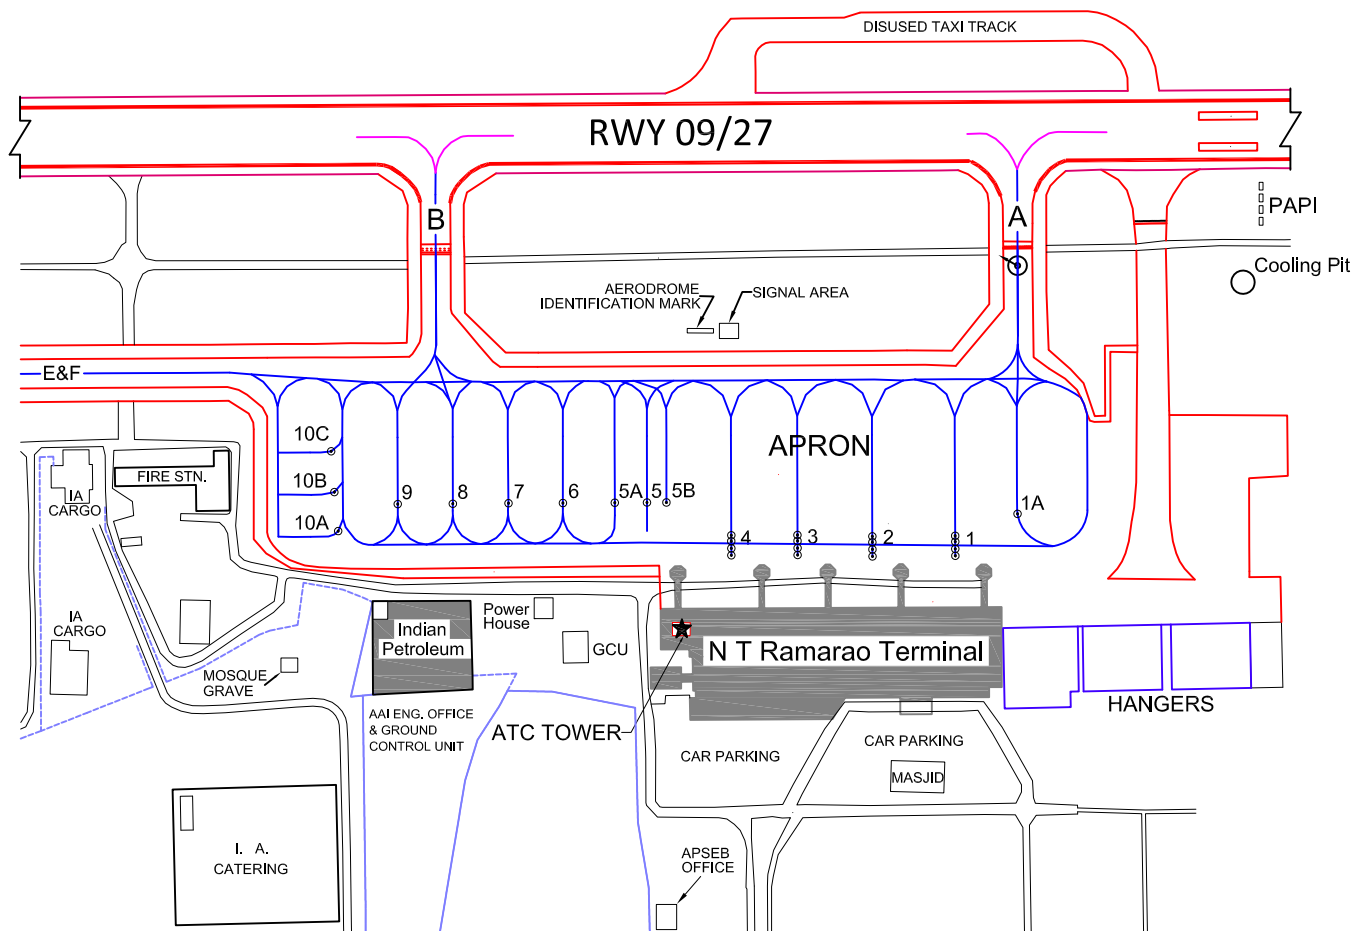 DISUSED TAXI TRACK
RWY 09/27
B
A
PAPI
Cooling Pit
AERODROME
IDENTIFICATION MARK
SIGNAL AREA
E&F
APRON
10C
10B
10A
9
8
7
6
5A
5
5B
4
3
2
1
1A
FIRE STN.
IA
CARGO
IA
CARGO
MOSQUE
GRAVE
Indian
Petroleum
Power
House
GCU
N T Ramarao Terminal
HANGERS
AAI ENG. OFFICE
& GROUND
CONTROL UNIT
ATC TOWER
CAR PARKING
CAR PARKING
MASJID
I. A.
CATERING
APSEB
OFFICE